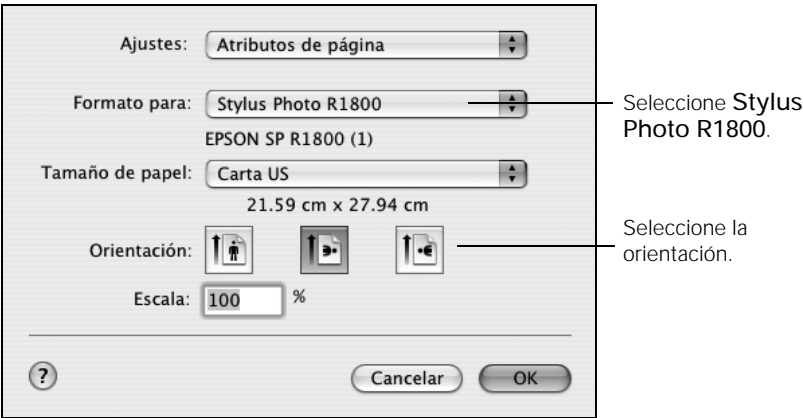 Ajustes: Atributos de página
Formato para: Stylus Photo R1800
EPSON SP R1800 (1)
Tamaño de papel: Carta US
21.59 cm x 27.94 cm
Orientación:
Escala: 100 %
? Cancelar OK
Seleccione Stylus
Photo R1800.
Seleccione la
orientación.